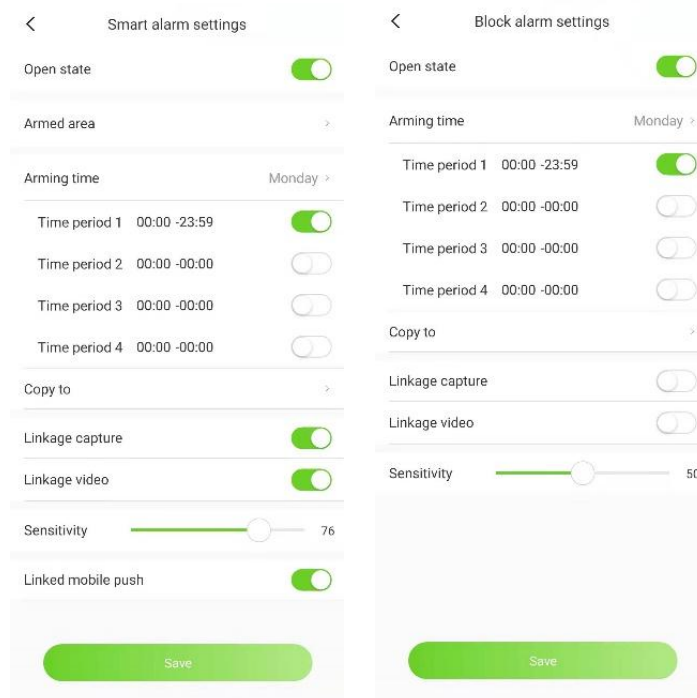 Smart alarm settings
Open state
Armed area
Arming time Monday
Time period 1 00:00 -23:59
Time period 2 00:00 -00:00
Time period 3 00:00 -00:00
Time period 4 00:00 -00:00
Copy to
Linkage capture
Linkage video
Sensitivity 76
Linked mobile push
Save
Block alarm settings
Open state
Arming time Monday
Time period 1 00:00 -23:59
Time period 2 00:00 -00:00
Time period 3 00:00 -00:00
Time period 4 00:00 -00:00
Copy to
Linkage capture
Linkage video
Sensitivity 50
Save